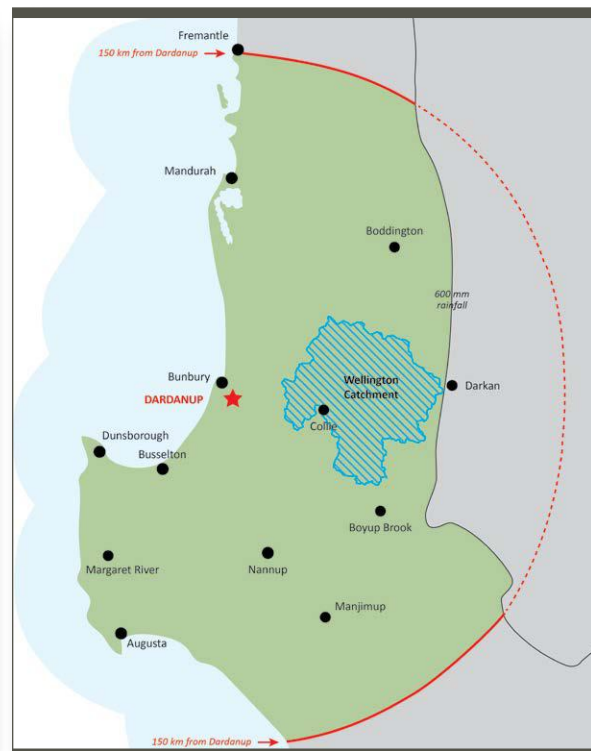 Fremantle
150 km from Dardanup
Mandurah
Boddington
600 mm
rainfall
Bunbury
DARDANUP
Wellington
Catchment
Darkan
Collie
Dunsborough
Busselton
Boyup Brook
Margaret River
Nannup
Manjimup
Augusta
150 km from Dardanup